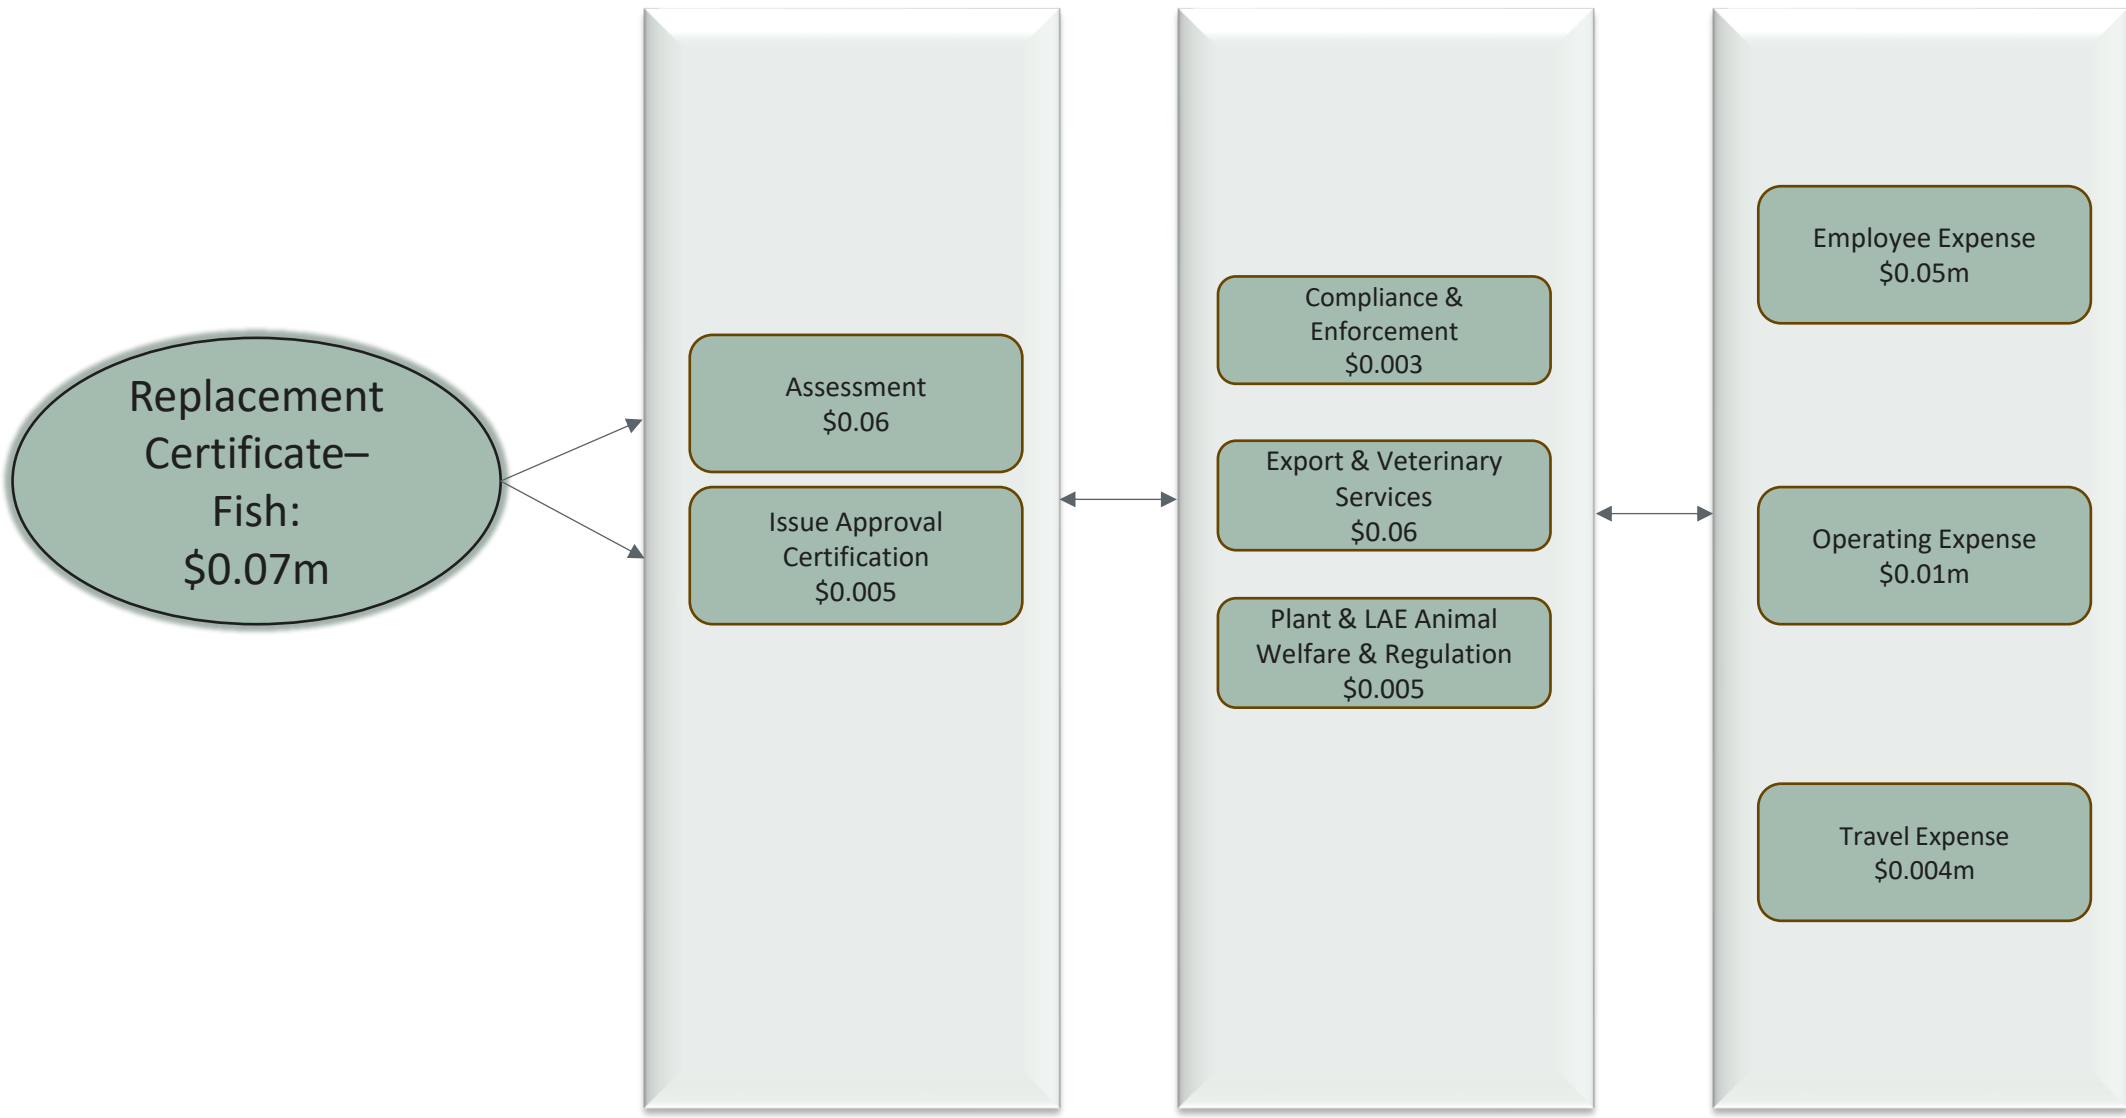 Replacement
Certificate–
Fish:
$0.07m
Assessment
$0.06
Issue Approval
Certification
$0.005
Compliance &
Enforcement
$0.003
Export & Veterinary
Services
$0.06
Plant & LAE Animal
Welfare & Regulation
$0.005
Employee Expense
$0.05m
Operating Expense
$0.01m
Travel Expense
$0.004m